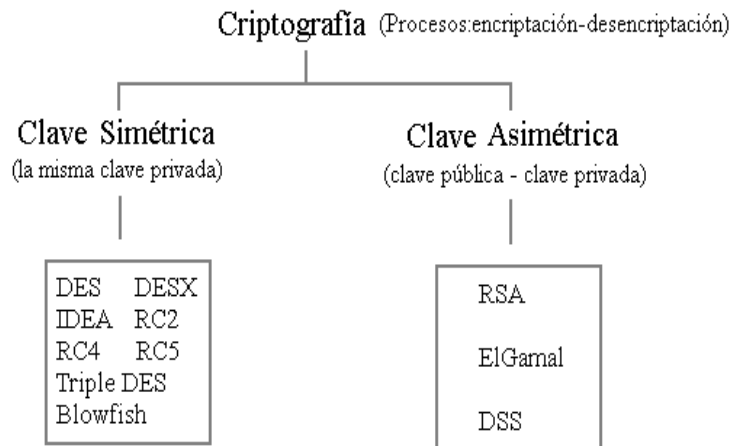 Criptografía (Procesos:encriptación-desencriptación)
Clave Simétrica
(la misma clave privada)
DES DESX
IDEA RC2
RC4 RC5
Triple DES
Blowfish
Clave Asimétrica
(clave pública - clave privada)
RSA
ElGamal
DSS